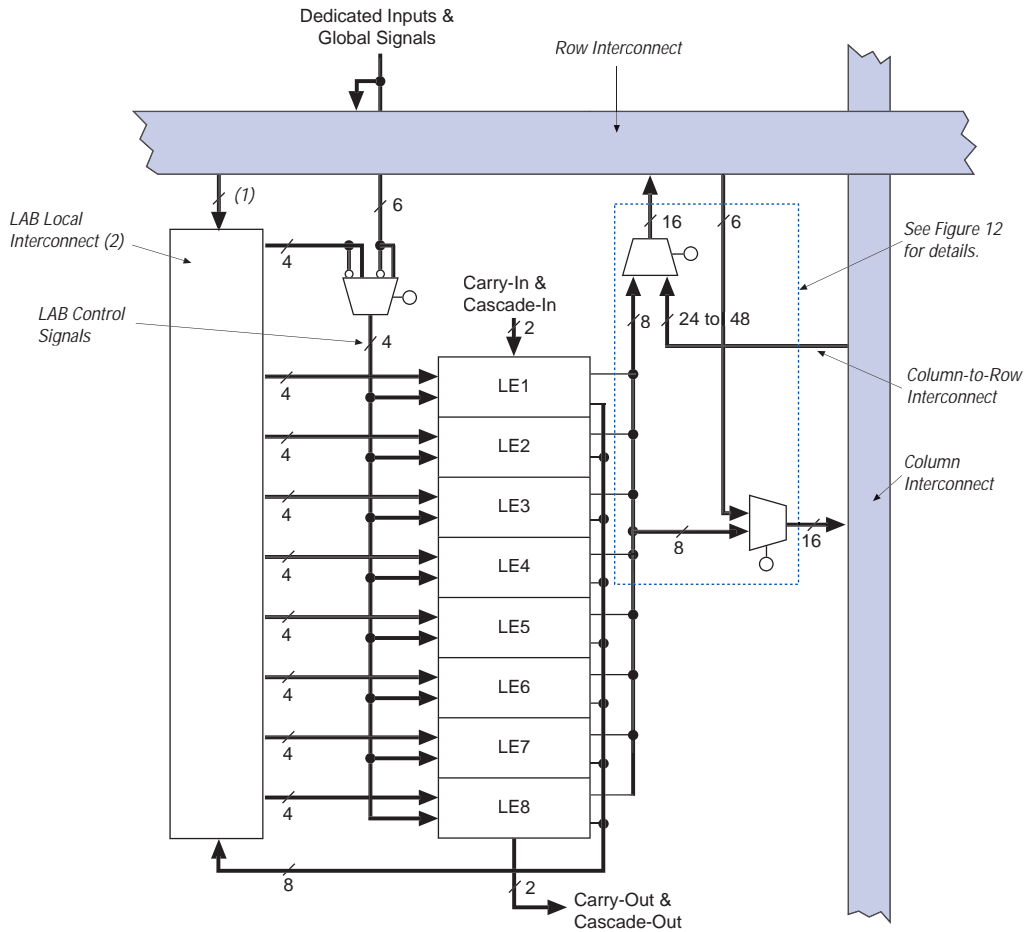 Dedicated Inputs &
Global Signals
Row Interconnect
(1)
6
16
6
LAB Local
Interconnect (2)
See Figure 12
for details.
4
Carry-In &
Cascade-In
LAB Control
Signals
2
8
24 to 48
4
LE1
4
Column-to-Row
Interconnect
LE2
4
Column
Interconnect
LE3
4
8
16
LE4
4
LE5
4
LE6
4
LE7
4
LE8
4
8
2
Carry-Out &
Cascade-Out